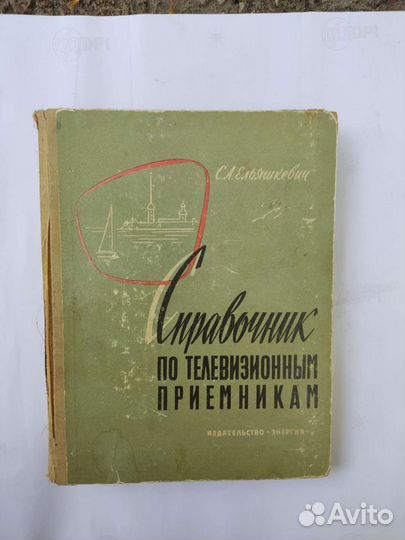 С.А.Ельяшкевич
Справочник
ПО ТЕЛЕВИЗИОННЫМ
ПРИЕМНИКАМ
ИЗДАТЕЛЬСТВО «ЭНЕРГИЯ»
Avito